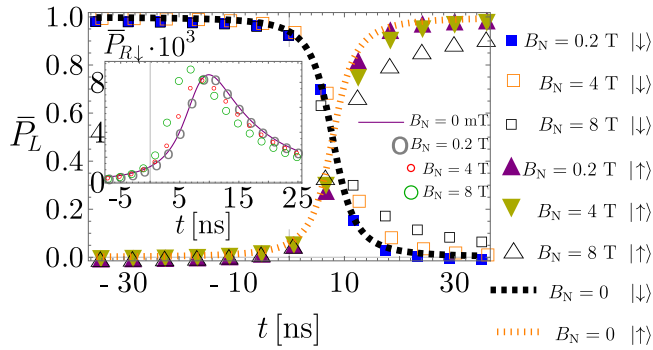 P̄_L
1.0
0.8
0.6
0.4
0.2
0.0
-30
-10
10
30
t [ns]
P̄_{R↓} · 10³
8
4
0
-5
5
15
25
t [ns]
B_N = 0 mT
B_N = 0.2 T
B_N = 4 T
B_N = 8 T
B_N = 0.2 T |↓⟩
B_N = 4 T |↓⟩
B_N = 8 T |↓⟩
B_N = 0.2 T |↑⟩
B_N = 4 T |↑⟩
B_N = 8 T |↑⟩
B_N = 0 |↓⟩
B_N = 0 |↑⟩